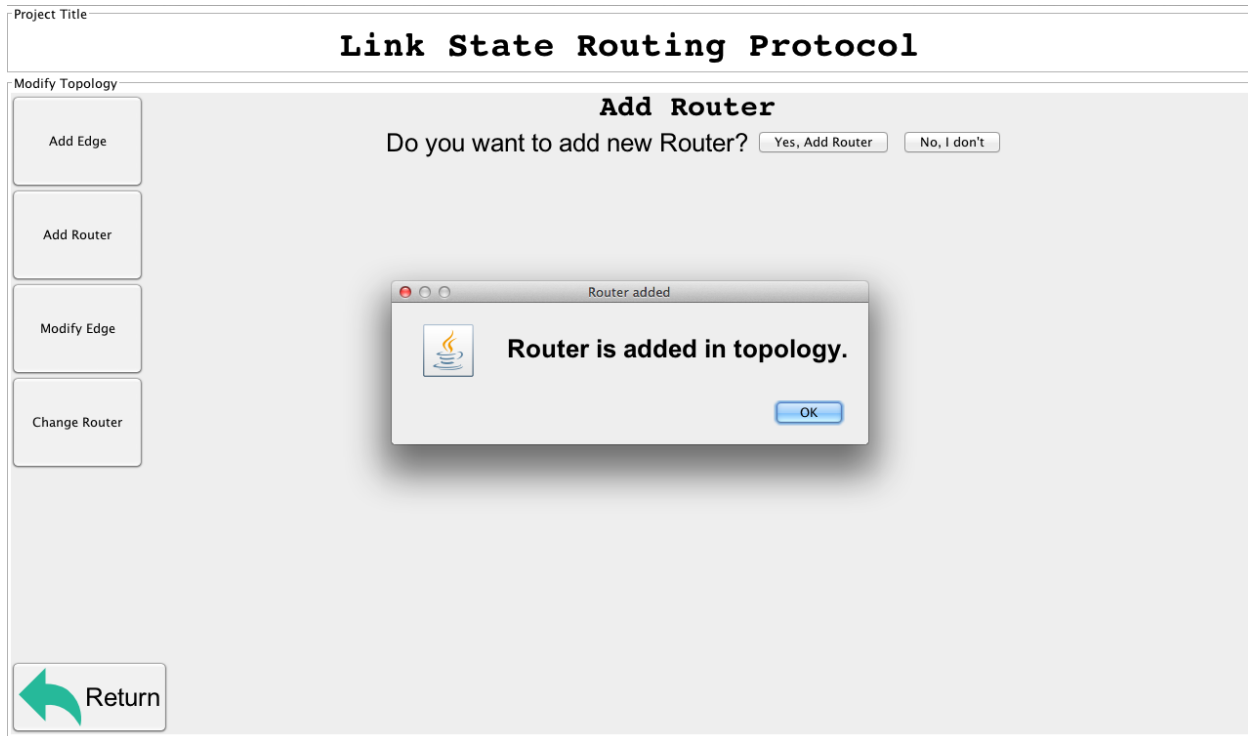 Project Title
Link State Routing Protocol
Modify Topology
Add Router
Do you want to add new Router? Yes, Add Router No, I don't
Add Edge
Add Router
Modify Edge
Change Router
Router added
Router is added in topology.
OK
Return